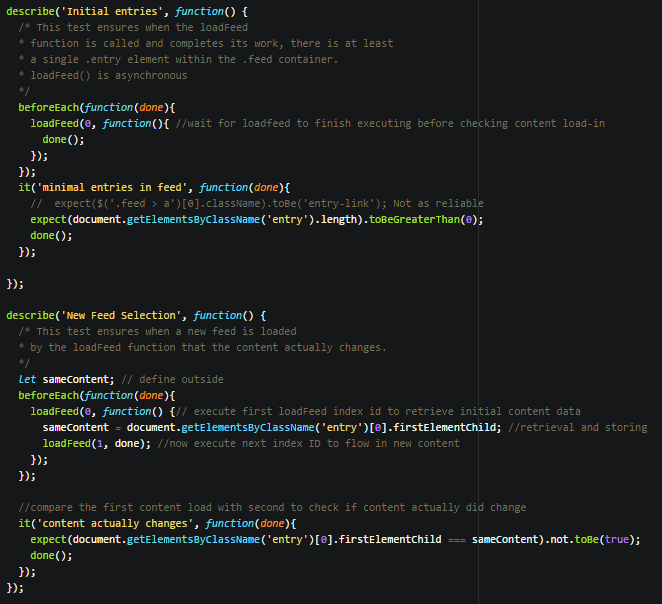 describe('Initial entries', function() {
/* This test ensures when the loadFeed
* function is called and completes its work, there is at least
* a single .entry element within the .feed container.
* loadFeed() is asynchronous
*/
beforeEach(function(done){
loadFeed(0, function(){ //wait for loadfeed to finish executing before checking content load-in
done();
});
});
it('minimal entries in feed', function(done){
//  expect($('.feed > a')[0].className).toBe('entry-link'); Not as reliable
expect(document.getElementsByClassName('entry').length).toBeGreaterThan(0);
done();
});
});
describe('New Feed Selection', function() {
/* This test ensures when a new feed is loaded
* by the loadFeed function that the content actually changes.
*/
let sameContent; // define outside
beforeEach(function(done){
loadFeed(0, function() {// execute first loadFeed index id to retrieve initial content data
sameContent = document.getElementsByClassName('entry')[0].firstElementChild; //retrieval and storing
loadFeed(1, done); //now execute next index ID to flow in new content
});
});
//compare the first content load with second to check if content actually did change
it('content actually changes', function(done){
expect(document.getElementsByClassName('entry')[0].firstElementChild === sameContent).not.toBe(true);
done();
});
});